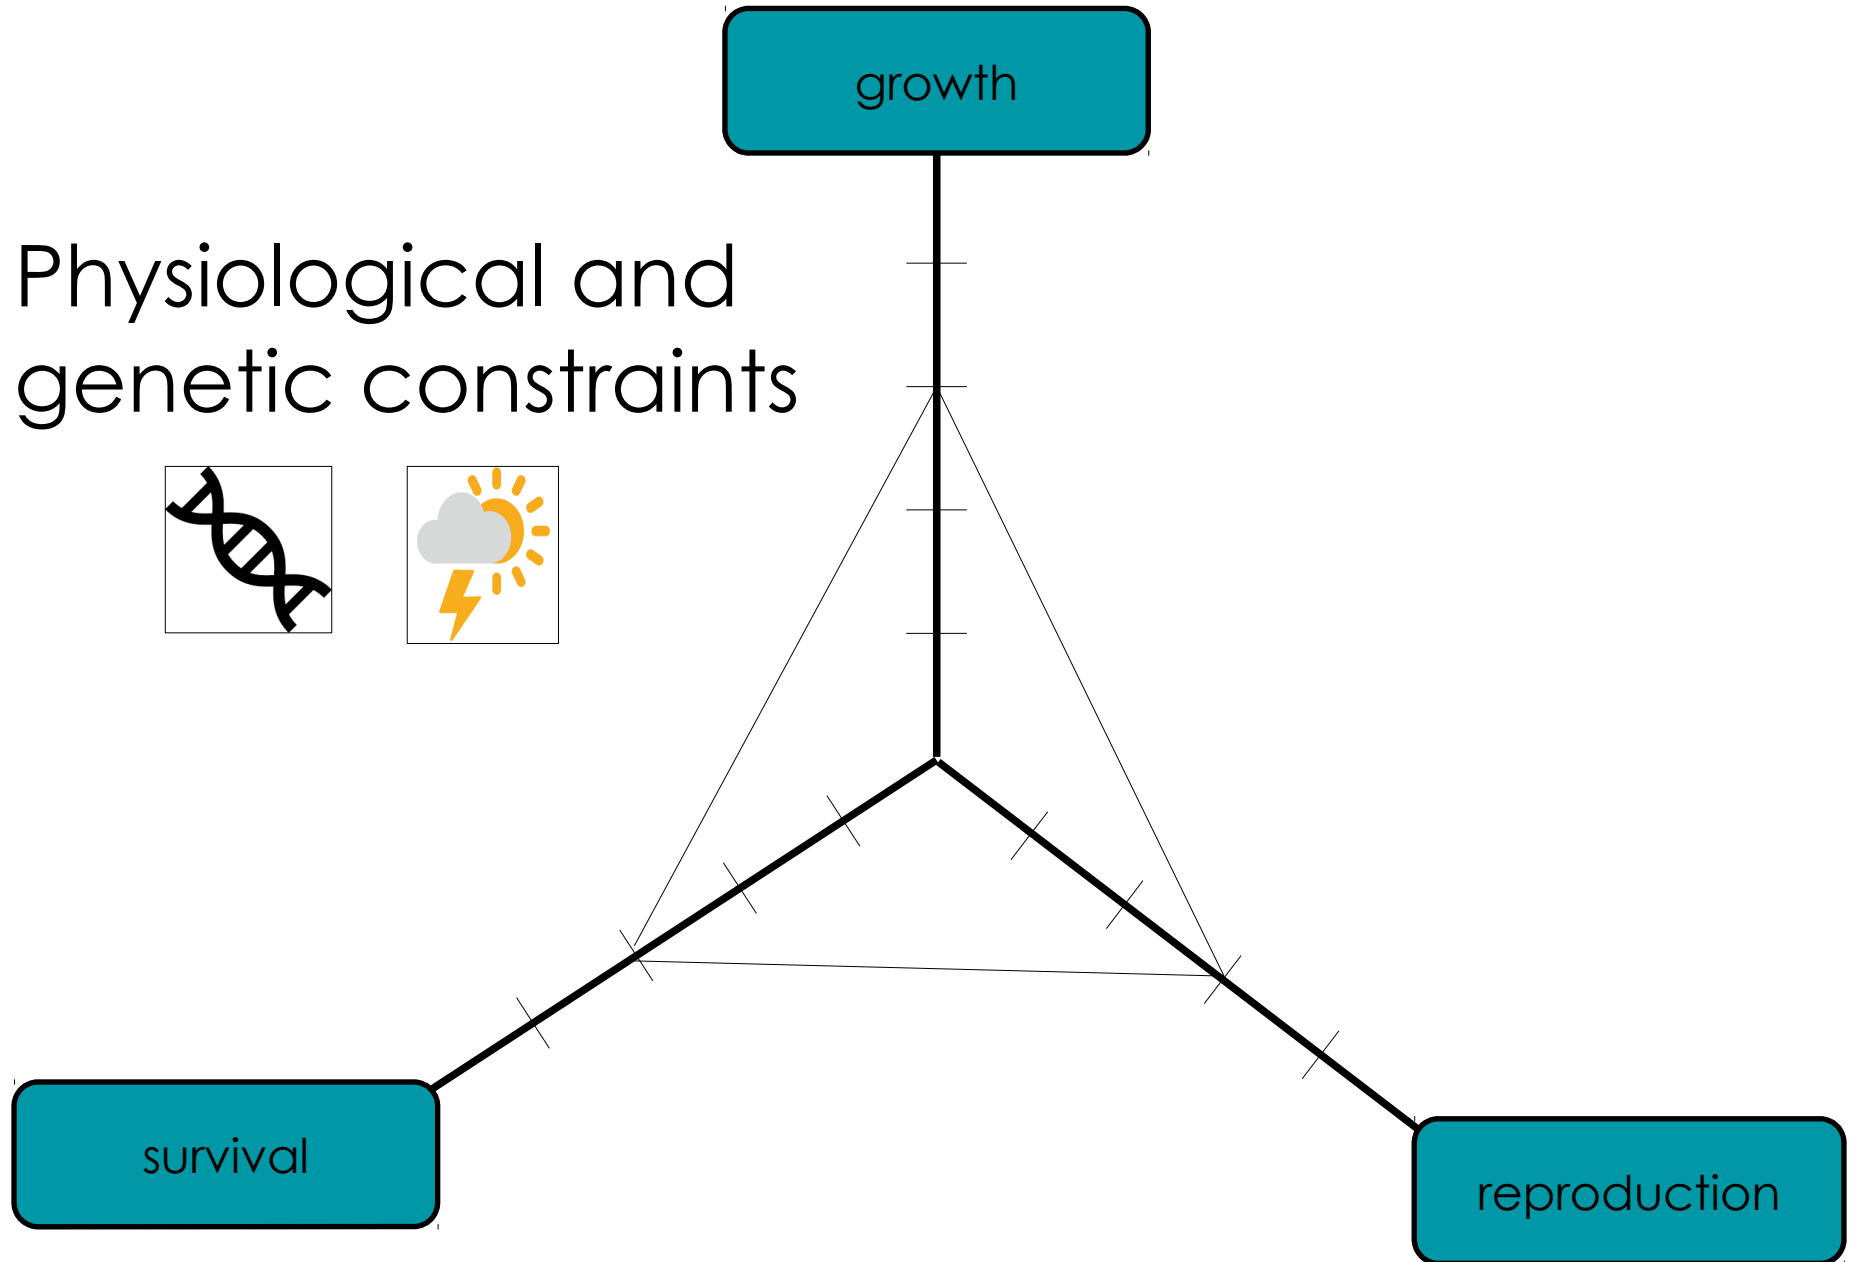 growth
Physiological and
genetic constraints
survival
reproduction